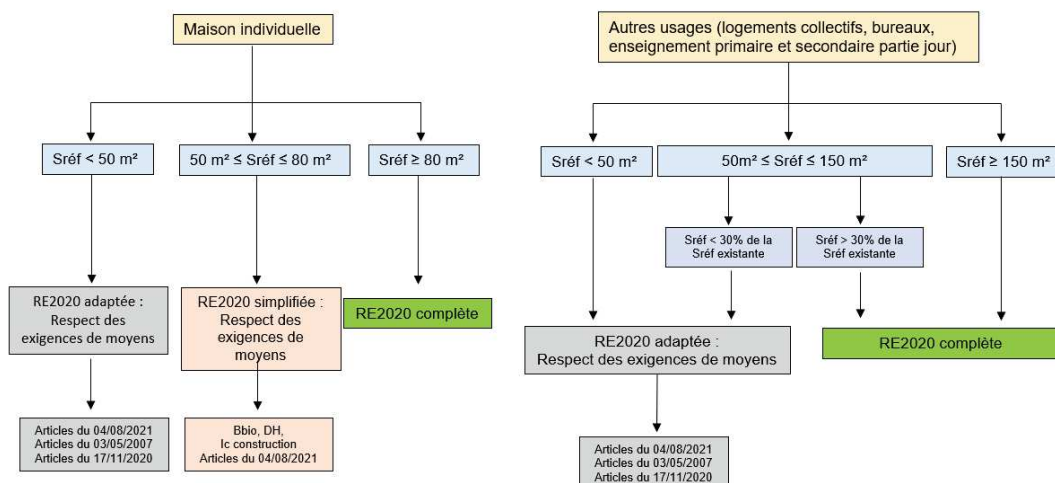 Maison individuelle
Sréf < 50 m²
50 m² ≤ Sréf ≤ 80 m²
Sréf ≥ 80 m²
RE2020 adaptée :
Respect des
exigences de moyens
RE2020 simplifiée :
Respect des
exigences de
moyens
RE2020 complète
Articles du 04/08/2021
Articles du 03/05/2007
Articles du 17/11/2020
Bbio, DH,
Ic construction
Articles du 04/08/2021
Autres usages (logements collectifs, bureaux,
enseignement primaire et secondaire partie jour)
Sréf < 50 m²
50m² ≤ Sréf ≤ 150 m²
Sréf ≥ 150 m²
Sréf < 30% de la
Sréf existante
Sréf > 30% de la
Sréf existante
RE2020 adaptée :
Respect des exigences de moyens
RE2020 complète
Articles du 04/08/2021
Articles du 03/05/2007
Articles du 17/11/2020